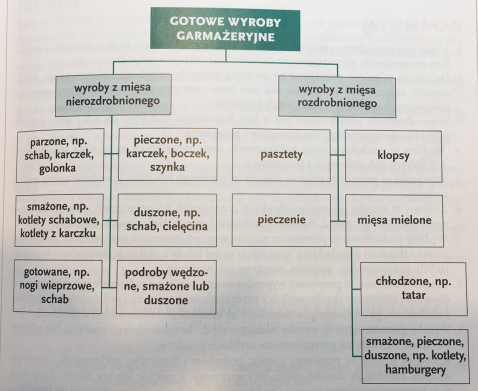 GOTOWE WYROBY
GARMAŻERYJNE
wyroby z mięsa
nierozdrobnionego
wyroby z mięsa
rozdrobnionego
parzone, np.
schab, karczek,
golonka
pieczone, np.
karczek, boczek,
szynka
pasztety
klopsy
smażone, np.
kotlety schabowe,
kotlety z karczku
duszone, np.
schab, cielęcina
pieczenie
mięsa mielone
gotowane, np.
nogi wieprzowe,
schab
podroby wędzo-
ne, smażone lub
duszone
chłodzone, np.
tatar
smażone, pieczone,
duszone, np. kotlety,
hamburgery